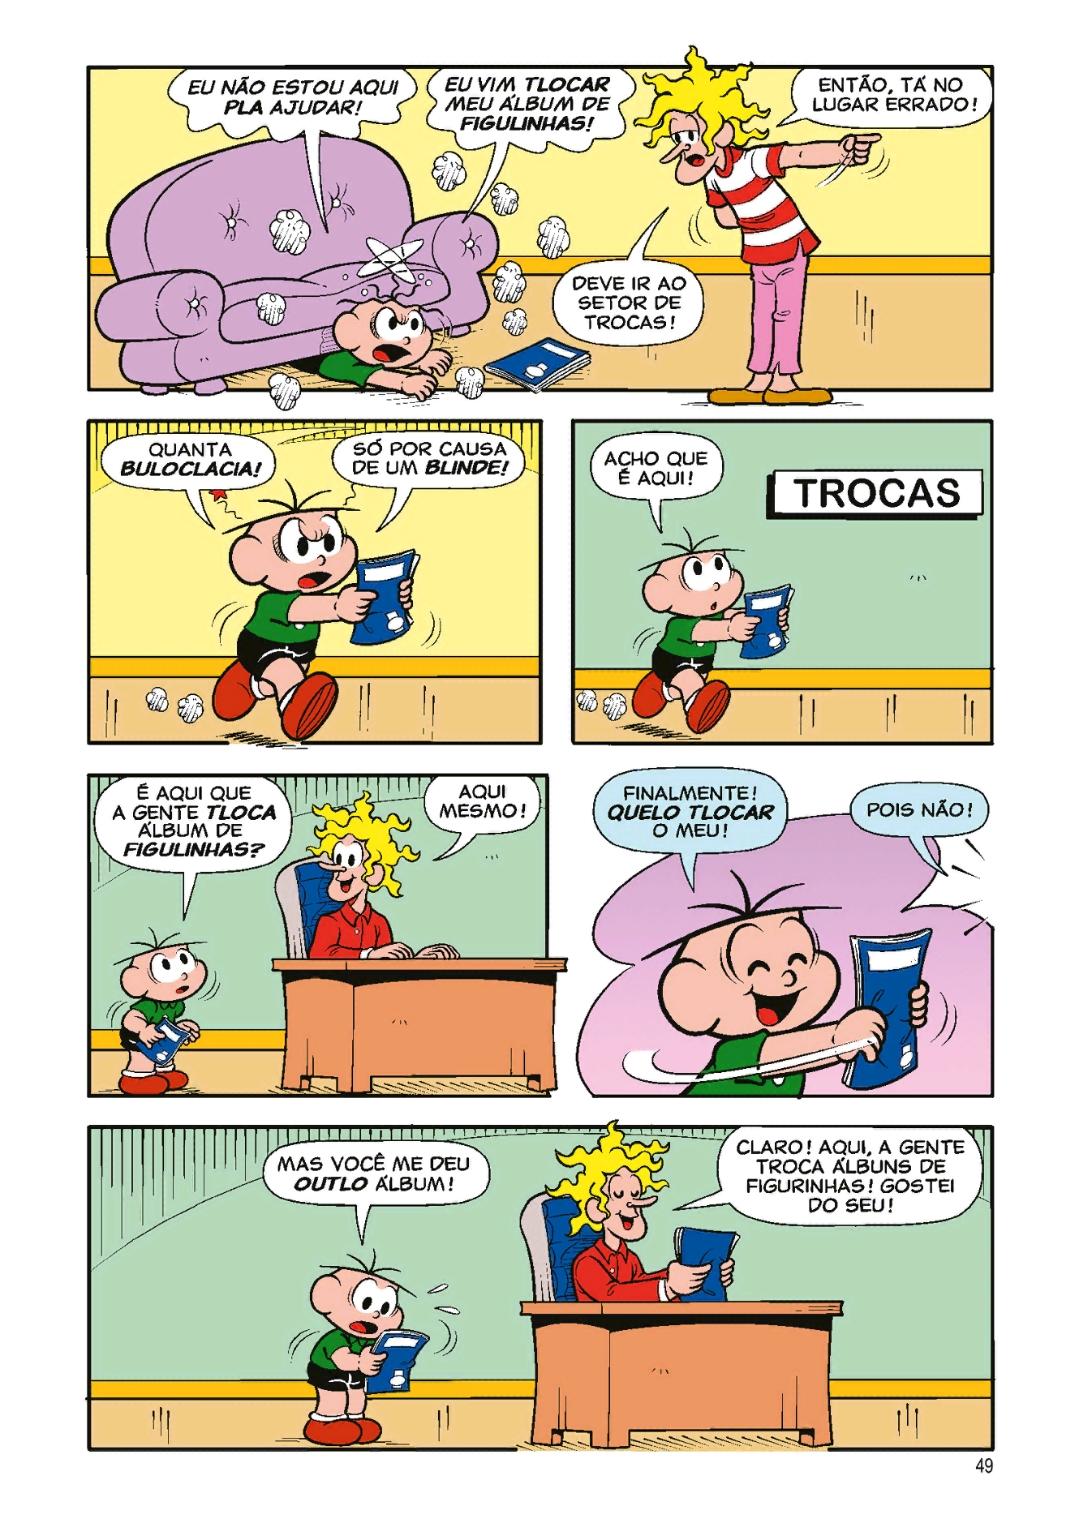 EU NÃO ESTOU AQUI
PLA AJUDAR!
EU VIM TLOCAR
MEU ÁLBUM DE
FIGULINHAS!
ENTÃO, TÁ NO
LUGAR ERRADO!
DEVE IR AO
SETOR DE
TROCAS!
QUANTA
BULOCLACIA!
SÓ POR CAUSA
DE UM BLINDE!
ACHO QUE
É AQUI!
TROCAS
É AQUI QUE
A GENTE TLOCA
ÁLBUM DE
FIGULINHAS?
AQUI
MESMO!
FINALMENTE!
QUELO TLOCAR
O MEU!
POIS NÃO!
MAS VOCÊ ME DEU
OUTLO ÁLBUM!
CLARO! AQUI, A GENTE
TROCA ÁLBUNS DE
FIGURINHAS! GOSTEI
DO SEU!
49